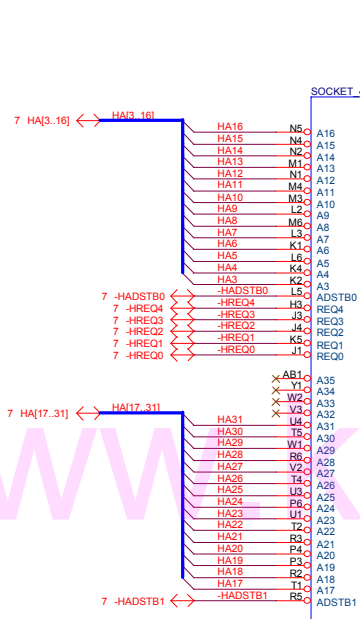 SOCKET_4
7 HA[3..16] HA[3..16]
HA16 N5 A16
HA15 N4 A15
HA14 N2 A14
HA13 M1 A13
HA12 N1 A12
HA11 M4 A11
HA10 M3 A10
HA9 L2 A9
HA8 M6 A8
HA7 L3 A7
HA6 K1 A6
HA5 L6 A5
HA4 K4 A4
HA3 K2 A3
7 -HADSTB0 -HADSTB0 L5 ADSTB0
7 -HREQ4 -HREQ4 H3 REQ4
7 -HREQ3 -HREQ3 J3 REQ3
7 -HREQ2 -HREQ2 J4 REQ2
7 -HREQ1 -HREQ1 K5 REQ1
7 -HREQ0 -HREQ0 J1 REQ0
AB1 A35
Y1 A34
W2 A33
V3 A32
7 HA[17..31] HA[17..31]
HA31 U4 A31
HA30 T5 A30
HA29 W1 A29
HA28 R6 A28
HA27 V2 A27
HA26 T4 A26
HA25 U3 A25
HA24 P6 A24
HA23 U1 A23
HA22 T2 A22
HA21 R3 A21
HA20 P4 A20
HA19 P3 A19
HA18 R2 A18
HA17 T1 A17
7 -HADSTB1 -HADSTB1 R5 ADSTB1